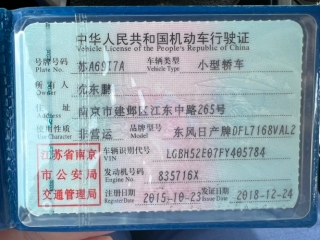 中华人民共和国机动车行驶证
Vehicle License of the People's Republic of China
号牌号码 苏A69I7A 车辆类型 小型轿车
Plate No. Vehicle Type
所有人 尤东鹏
Owner
住址 南京市建邺区江东中路265号
Address
使用性质 非营运 品牌型号 东风日产牌DFL7168VAL2
Use Character Model
江苏省南京
市公安局
交通管理局
车辆识别代号 LGBH52E07FY405784
VIN
发动机号码 835716X
Engine No.
注册日期 2015-10-23 发证日期 2018-12-24
Register Date Issue Date